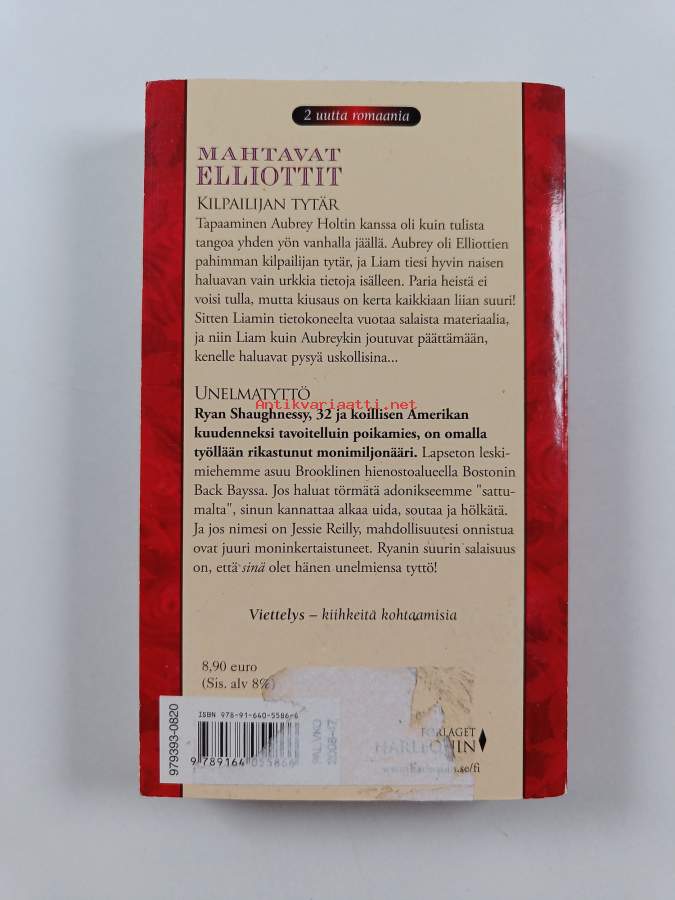 2 uutta romaania
MAHTAVAT
ELLIOTTIT
KILPAILIJAN TYTÄR
Tapaaminen Aubrey Holtin kanssa oli kuin tulista
tangoa yhden yön vanhalla jäällä. Aubrey oli Elliottien
pahimman kilpailijan tytär, ja Liam tiesi hyvin naisen
haluavan vain urkkia tietoja isälleen. Paria heistä ei
voisi tulla, mutta kiusaus on kerta kaikkiaan liian suuri!
Sitten Liamin tietokoneelta vuotaa salaista materiaalia,
ja niin Liam kuin Aubreykin joutuvat päättämään,
kenelle haluavat pysyä uskollisina...
UNELMATYTTÖ
Antikvariaatti.net
Ryan Shaughnessy, 32 ja koillisen Amerikan
kuudenneksi tavoitelluin poikamies, on omalla
työllään rikastunut monimiljonääri. Lapseton leski-
miehemme asuu Brooklinen hienostoalueella Bostonin
Back Bayssa. Jos haluat törmätä adonikseemme "sattu-
malta", sinun kannattaa alkaa uida, soutaa ja hölkätä.
Ja jos nimesi on Jessie Reilly, mahdollisuutesi onnistua
ovat juuri moninkertaistuneet. Ryanin suurin salaisuus
on, että sinä olet hänen unelmiensa tyttö!
Viettelys – kiihkeitä kohtaamisia
8,90 euro
(Sis. alv 8%)
ISBN 978-91-640-5586-6
9 789164 055866
979393-0820
PAL.VKO
2008-47
FÖRLAGET
HARLEQUIN